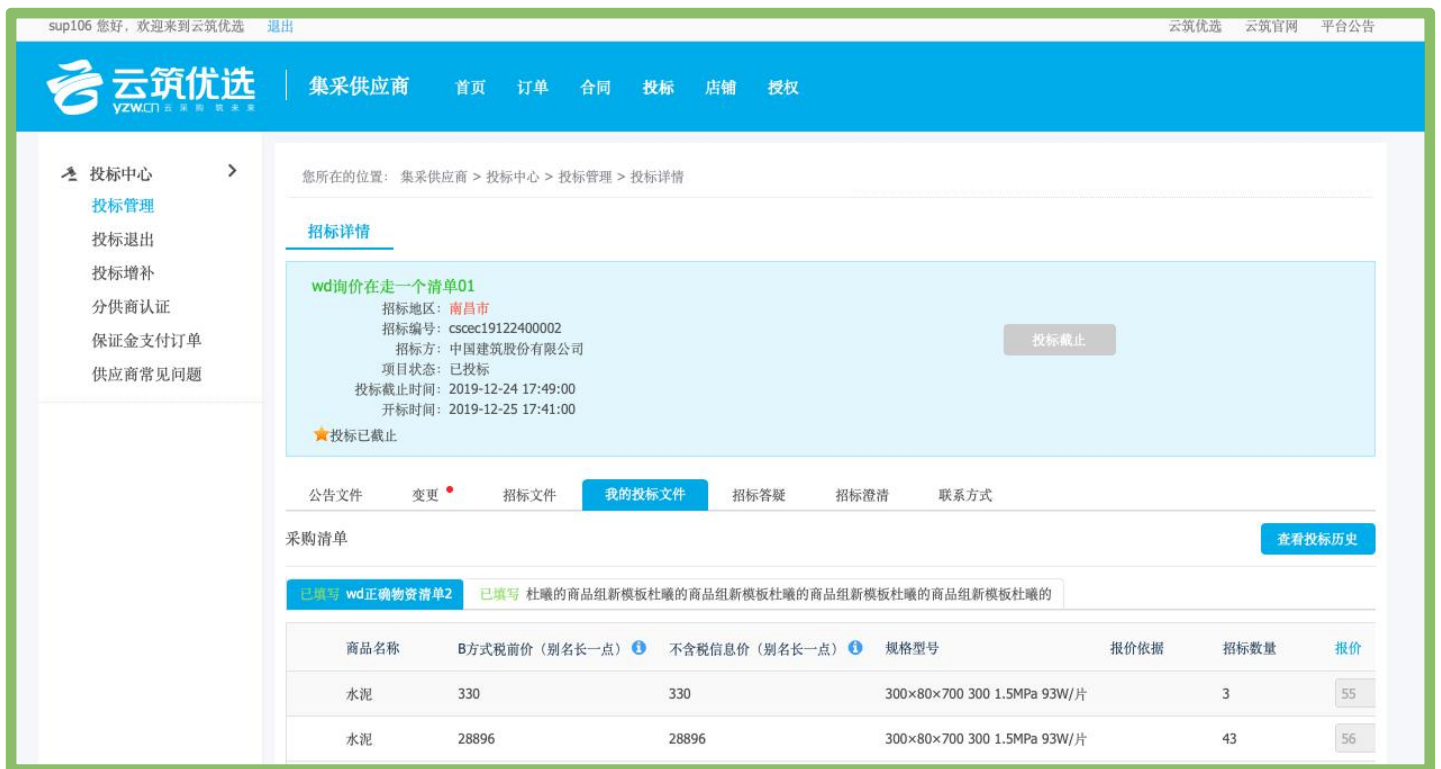 sup106 您好，欢迎来到云筑优选 退出 云筑优选 云筑官网 平台公告
云筑优选 集采供应商 首页 订单 合同 投标 店铺 授权
yzw.cn 云采购 筑未来
投标中心
投标管理
投标退出
投标增补
分供商认证
保证金支付订单
供应商常见问题
您所在的位置： 集采供应商 > 投标中心 > 投标管理 > 投标详情
招标详情
wd询价在走一个清单01
招标地区：南昌市
招标编号：cscec19122400002
招标方：中国建筑股份有限公司
项目状态：已投标
投标截止时间：2019-12-24 17:49:00
开标时间：2019-12-25 17:41:00
投标已截止
投标截止
公告文件 变更 招标文件 我的投标文件 招标答疑 招标澄清 联系方式
采购清单 查看投标历史
已填写 wd正确物资清单2 已填写 杜曦的商品组新模板杜曦的商品组新模板杜曦的商品组新模板杜曦的商品组新模板杜曦的
商品名称 B方式税前价（别名长一点） 不含税信息价（别名长一点） 规格型号 报价依据 招标数量 报价
水泥 330 330 300×80×700 300 1.5MPa 93W/片 3 55
水泥 28896 28896 300×80×700 300 1.5MPa 93W/片 43 56